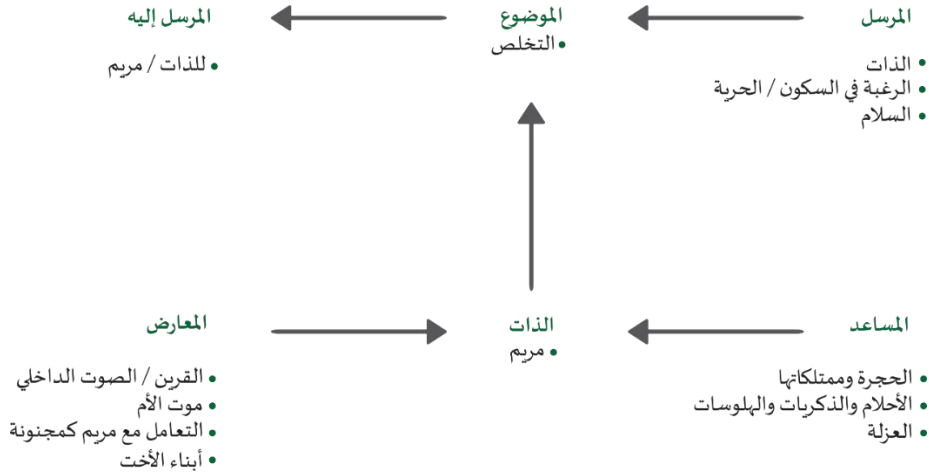 المرسل
• الذات
• الرغبة في السكون / الحرية
• السلام
الموضوع
• التخلص
المرسل إليه
• للذات / مريم
المساعد
• الحجرة وممتلكاتها
• الأحلام والذكريات والهلوسات
• العزلة
الذات
• مريم
المعارض
• القرين / الصوت الداخلي
• موت الأم
• التعامل مع مريم كمجنونة
• أبناء الأخت